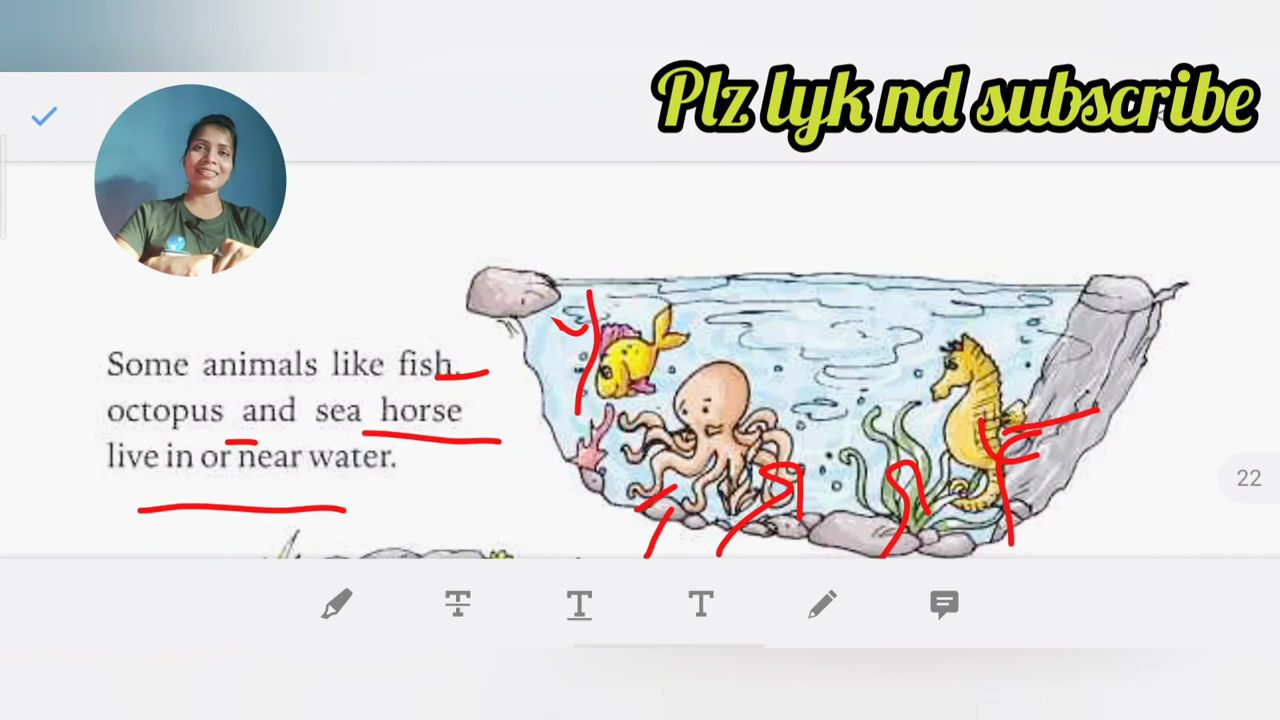 Plz lyk nd subscribe
Some animals like fish,
octopus and sea horse
live in or near water.
22